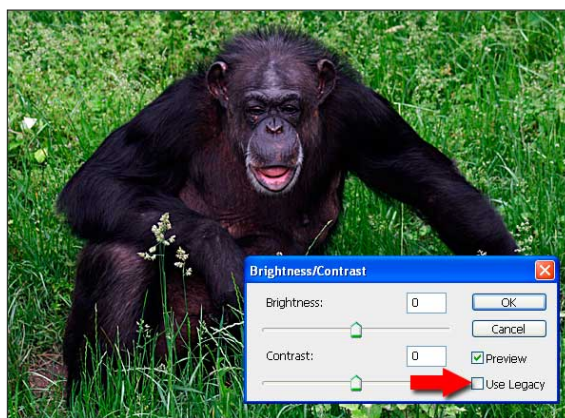 Brightness/Contrast
Brightness: 0 OK
Cancel
Contrast: 0 Preview
Use Legacy